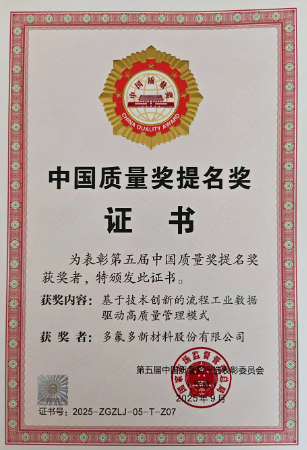 中国质量奖
CHINA QUALITY AWARD
中国质量奖提名奖
证书
为表彰第五届中国质量奖提名奖
获奖者，特颁发此证书。
获奖内容：基于技术创新的流程工业数据
驱动高质量管理模式
获奖者：多氟多新材料股份有限公司
第五届中国质量奖评选表彰委员会
2025年9月
证书号：2025-ZGZLJ-05-T-Z07